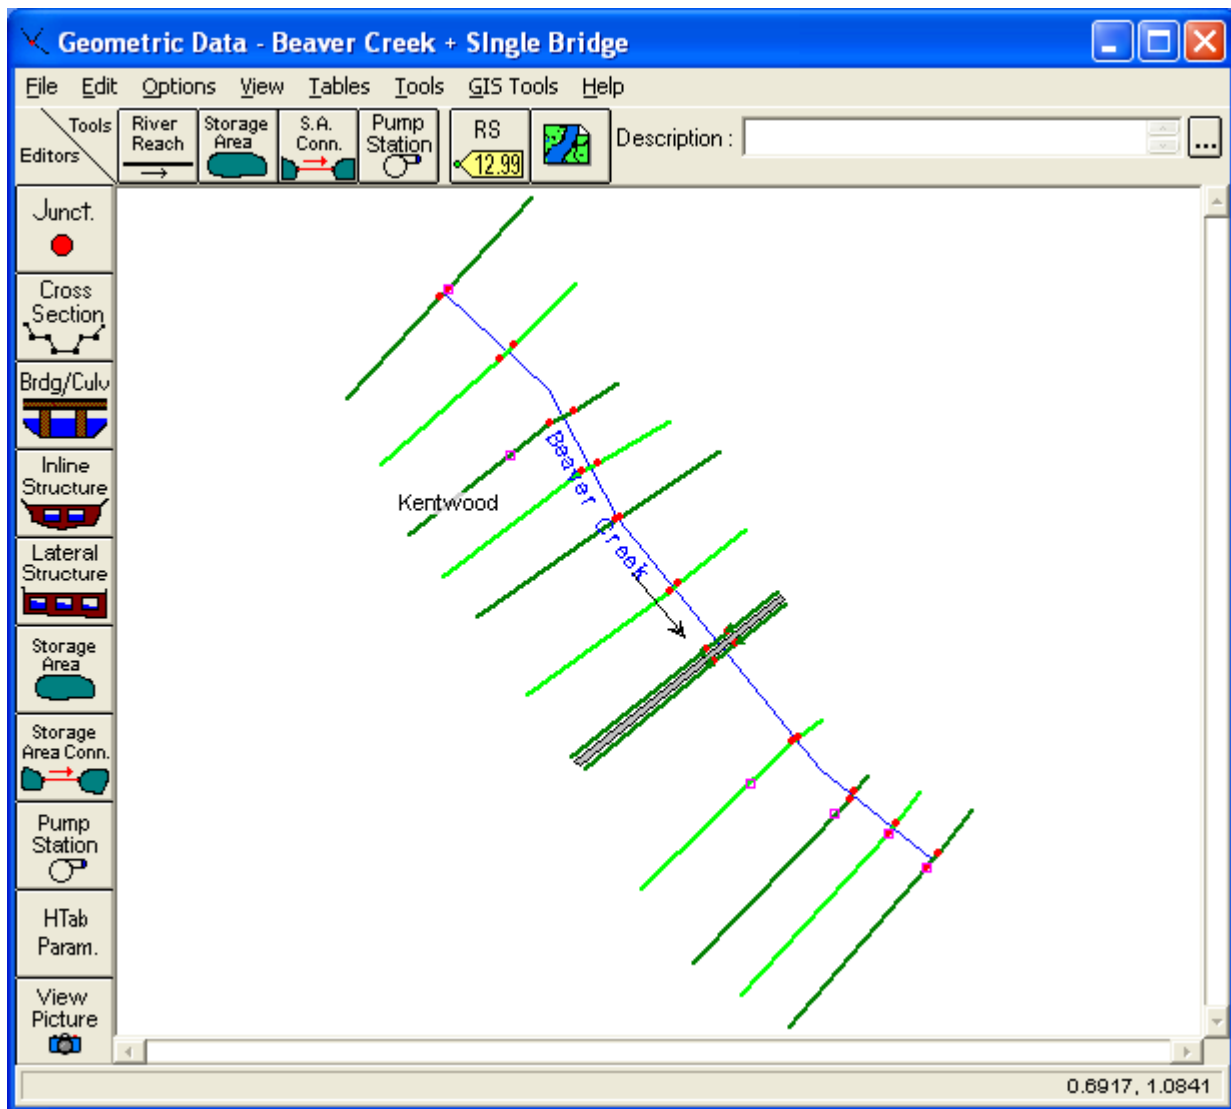 Geometric Data - Beaver Creek + SIngle Bridge
File Edit Options View Tables Tools GIS Tools Help
Tools
Editors
River
Reach
Storage
Area
S.A.
Conn.
Pump
Station
RS
12.99
Description :
...
Junct.
Cross
Section
Brdg/Culv
Inline
Structure
Lateral
Structure
Storage
Area
Storage
Area Conn.
Pump
Station
HTab
Param.
View
Picture
Beaver Creek
Kentwood
0.6917, 1.0841